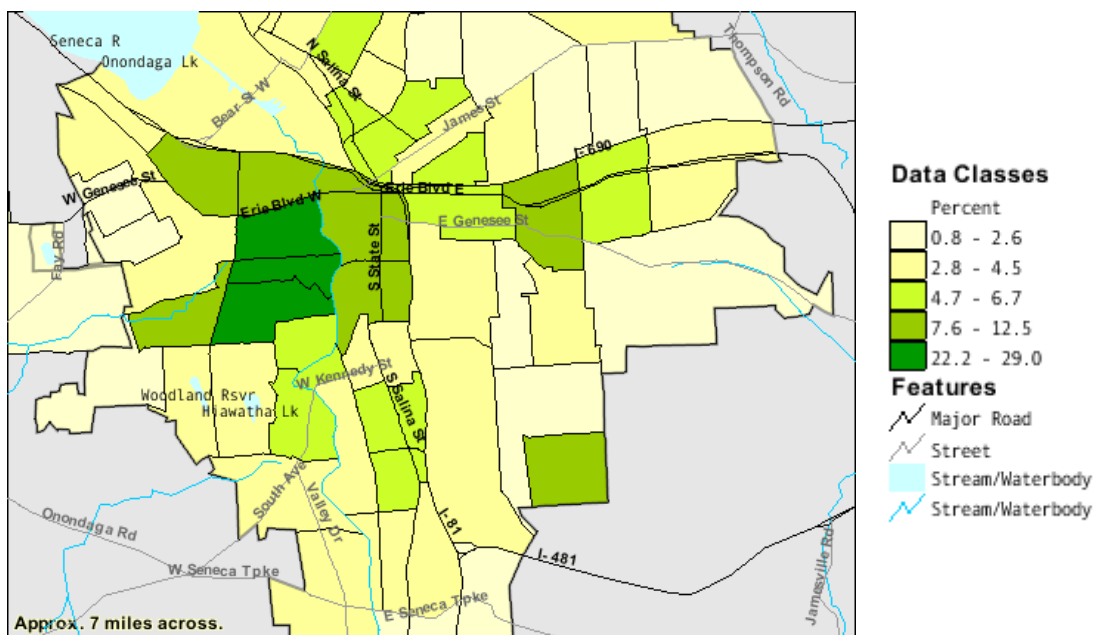 Seneca R
Onondaga Lk
N Salina St
Thompson Rd
Bear St W
James St
I-690
W Genesee St
Erie Blvd W
Erie Blvd E
E Genesee St
S State St
Fay Rd
W Kennedy St
Woodland Rsvr
Hiawatha Lk
S Salina St
South Ave
Valley Dr
Onondaga Rd
I-81
I-481
W Seneca Tpke
E Seneca Tpke
Jamesville Rd
Approx. 7 miles across.
Data Classes
Percent
0.8 - 2.6
2.8 - 4.5
4.7 - 6.7
7.6 - 12.5
22.2 - 29.0
Features
Major Road
Street
Stream/Waterbody
Stream/Waterbody